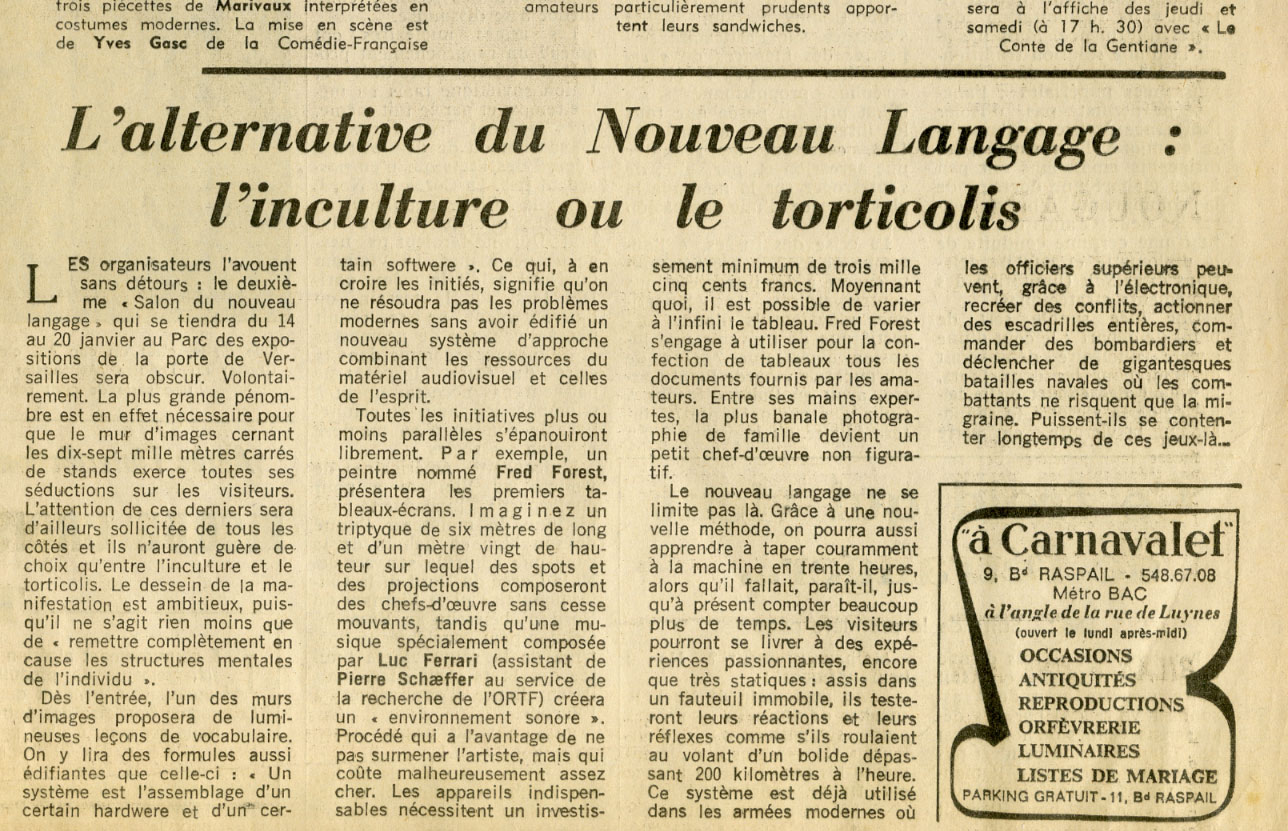 trois piécettes de Marivaux interprétées en
costumes modernes. La mise en scène est
de Yves Gasc de la Comédie-Française
amateurs particulièrement prudents appor-
tent leurs sandwiches.
sera à l'affiche des jeudi et
samedi (à 17 h. 30) avec « Le
Conte de la Gentiane ».
L'alternative du Nouveau Langage :
l'inculture ou le torticolis
LES organisateurs l'avouent
sans détours : le deuxiè-
me « Salon du nouveau
langage » qui se tiendra du 14
au 20 janvier au Parc des expo-
sitions de la porte de Ver-
sailles sera obscur. Volontai-
rement. La plus grande pénom-
bre est en effet nécessaire pour
que le mur d'images cernant
les dix-sept mille mètres carrés
de stands exerce toutes ses
séductions sur les visiteurs.
L'attention de ces derniers sera
d'ailleurs sollicitée de tous les
côtés et ils n'auront guère de
choix qu'entre l'inculture et le
torticolis. Le dessein de la ma-
nifestation est ambitieux, puis-
qu'il ne s'agit rien moins que
de « remettre complètement en
cause les structures mentales
de l'individu ».
Dès l'entrée, l'un des murs
d'images proposera de lumi-
neuses leçons de vocabulaire.
On y lira des formules aussi
édifiantes que celle-ci : « Un
système est l'assemblage d'un
certain hardwere et d'un cer-
tain softwere ». Ce qui, à en
croire les initiés, signifie qu'on
ne résoudra pas les problèmes
modernes sans avoir édifié un
nouveau système d'approche
combinant les ressources du
matériel audiovisuel et celles
de l'esprit.
Toutes les initiatives plus ou
moins parallèles s'épanouiront
librement. Par exemple, un
peintre nommé Fred Forest,
présentera les premiers ta-
bleaux-écrans. Imaginez un
triptyque de six mètres de long
et d'un mètre vingt de hau-
teur sur lequel des spots et
des projections composeront
des chefs-d'œuvre sans cesse
mouvants, tandis qu'une mu-
sique spécialement composée
par Luc Ferrari (assistant de
Pierre Schæffer au service de
la recherche de l'ORTF) créera
un « environnement sonore ».
Procédé qui a l'avantage de ne
pas surmener l'artiste, mais qui
coûte malheureusement assez
cher. Les appareils indispen-
sables nécessitent un investis-
sement minimum de trois mille
cinq cents francs. Moyennant
quoi, il est possible de varier
à l'infini le tableau. Fred Forest
s'engage à utiliser pour la con-
fection de tableaux tous les
documents fournis par les ama-
teurs. Entre ses mains exper-
tes, la plus banale photogra-
phie de famille devient un
petit chef-d'œuvre non figura-
tif.
Le nouveau langage ne se
limite pas là. Grâce à une nou-
velle méthode, on pourra aussi
apprendre à taper couramment
à la machine en trente heures,
alors qu'il fallait, paraît-il, jus-
qu'à présent compter beaucoup
plus de temps. Les visiteurs
pourront se livrer à des expé-
riences passionnantes, encore
que très statiques : assis dans
un fauteuil immobile, ils teste-
ront leurs réactions et leurs
réflexes comme s'ils roulaient
au volant d'un bolide dépas-
sant 200 kilomètres à l'heure.
Ce système est déjà utilisé
dans les armées modernes où
les officiers supérieurs peu-
vent, grâce à l'électronique,
recréer des conflits, actionner
des escadrilles entières, com-
mander des bombardiers et
déclencher de gigantesques
batailles navales où les com-
battants ne risquent que la mi-
graine. Puissent-ils se conten-
ter longtemps de ces jeux-là...
"à Carnavalet"
9, Bd RASPAIL - 548.67.08
Métro BAC
à l'angle de la rue de Luynes
(ouvert le lundi après-midi)
OCCASIONS
ANTIQUITÉS
REPRODUCTIONS
ORFÈVRERIE
LUMINAIRES
LISTES DE MARIAGE
PARKING GRATUIT - 11, Bd RASPAIL